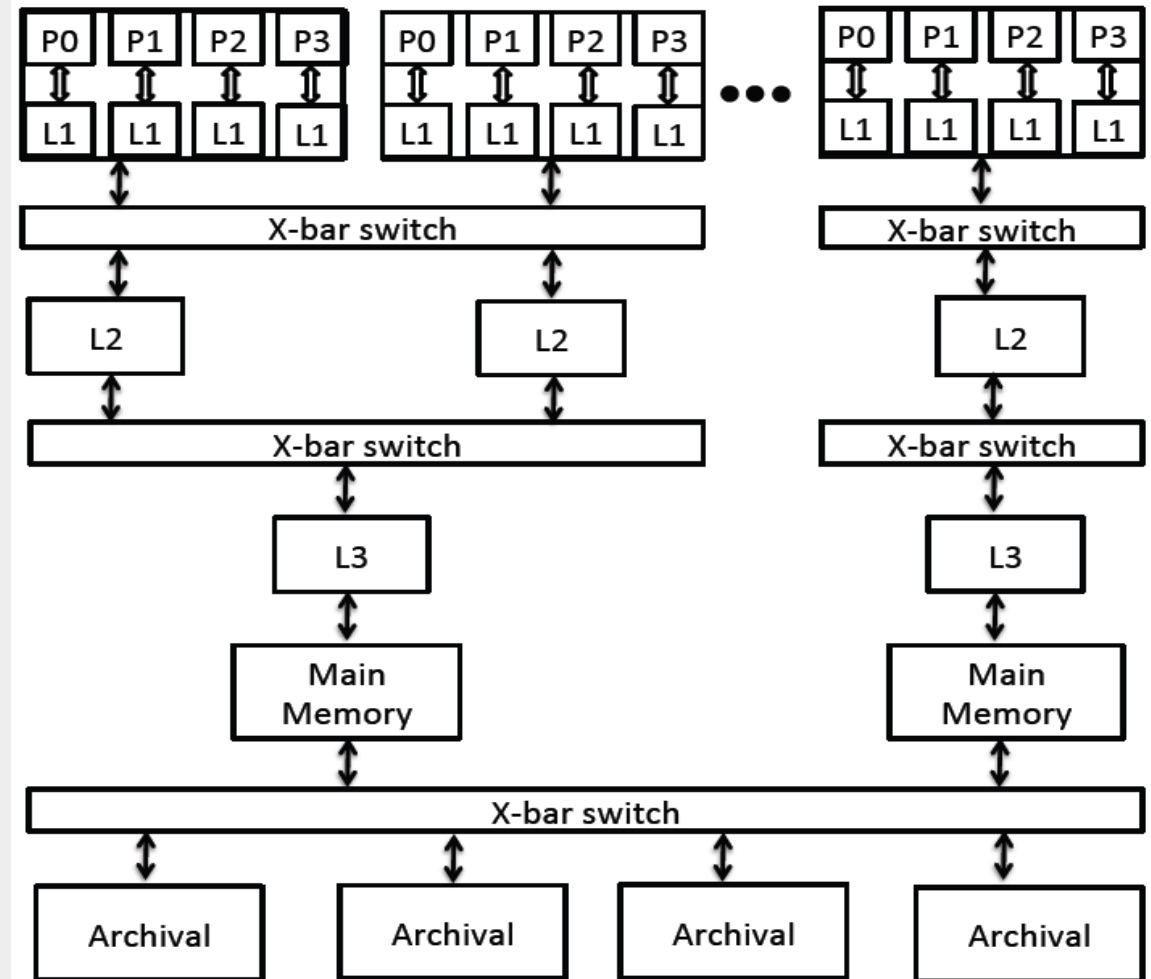 P0 P1 P2 P3 P0 P1 P2 P3 P0 P1 P2 P3
L1 L1 L1 L1 L1 L1 L1 L1 L1 L1 L1 L1
X-bar switch X-bar switch
L2 L2 L2
X-bar switch X-bar switch
L3 L3
Main Main
Memory Memory
X-bar switch
Archival Archival Archival Archival